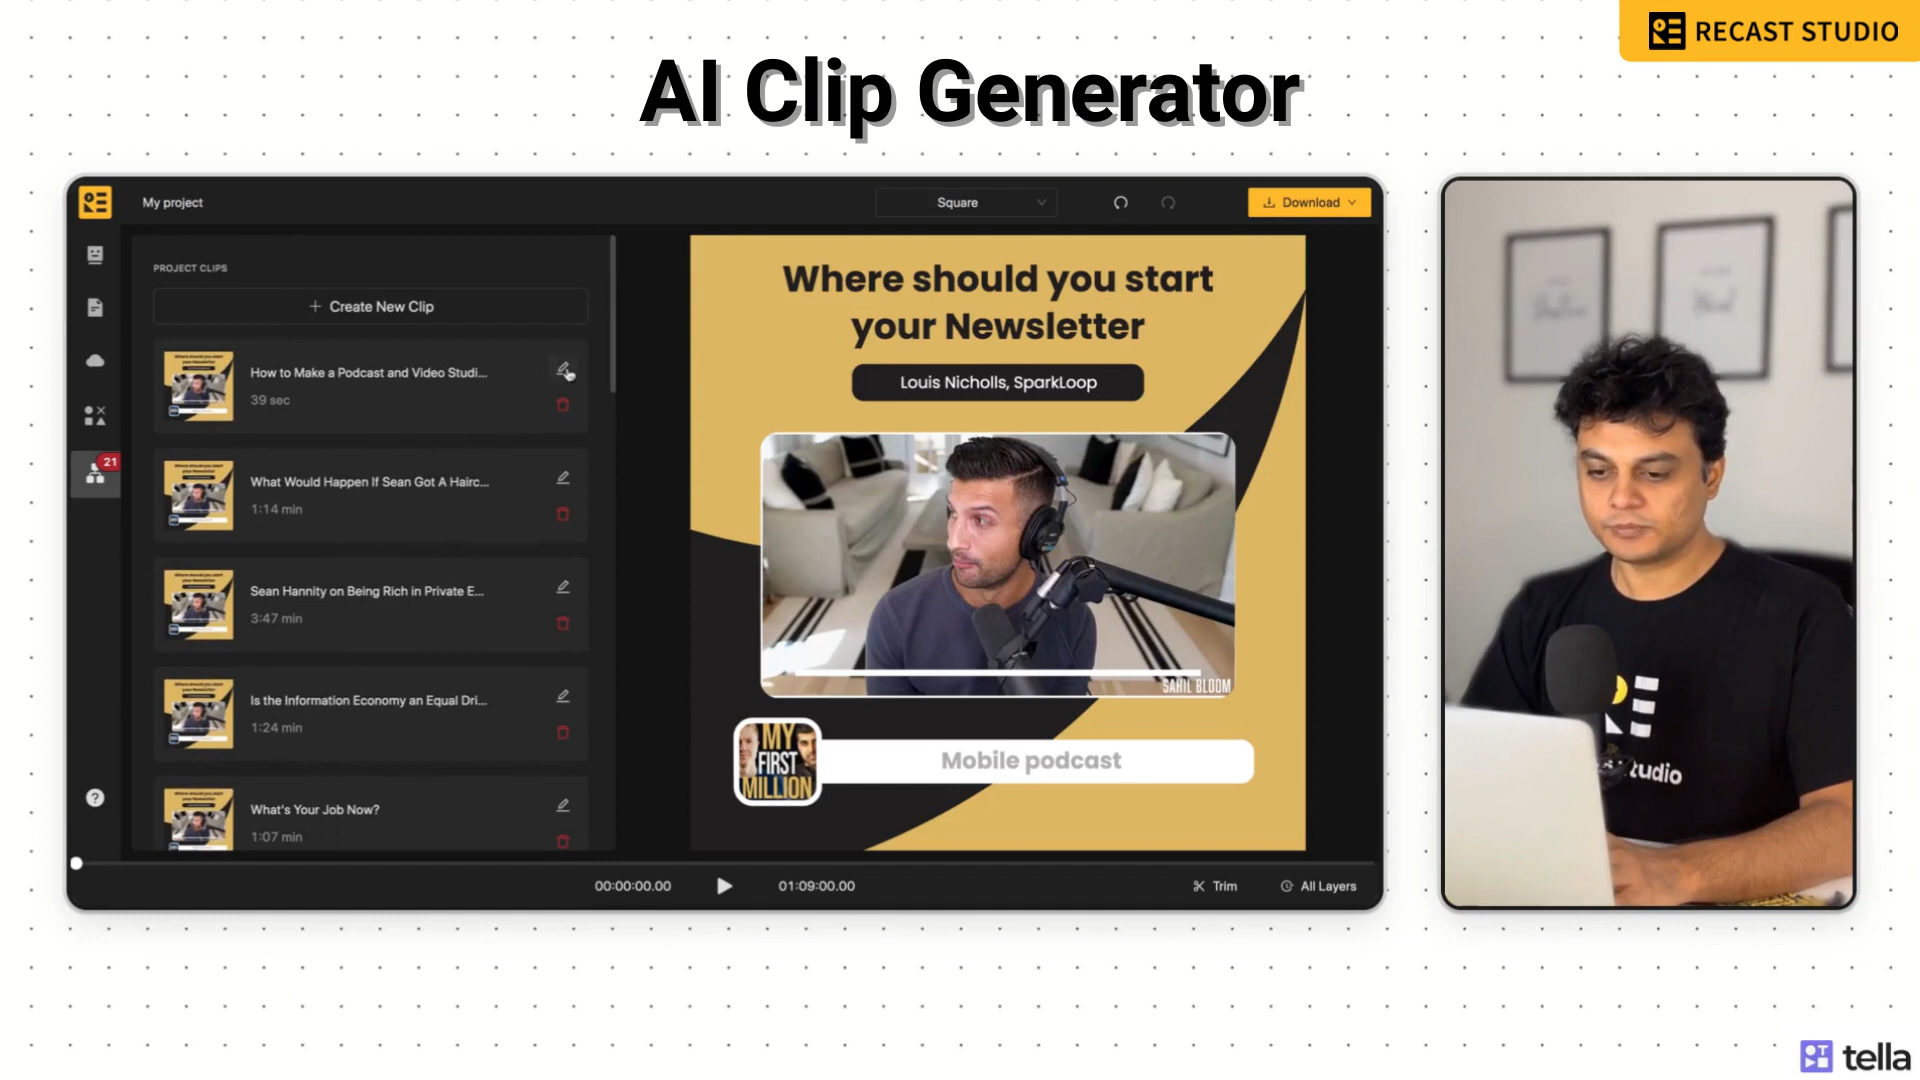 RECAST STUDIO
AI Clip Generator
My project
Square
Download
PROJECT CLIPS
+ Create New Clip
How to Make a Podcast and Video Studi...
39 sec
21
What Would Happen If Sean Got A Hairc...
1:14 min
Sean Hannity on Being Rich in Private E...
3:47 min
Is the Information Economy an Equal Dri...
1:24 min
What's Your Job Now?
1:07 min
Where should you start
your Newsletter
Louis Nicholls, SparkLoop
SAHIL BLOOM
MY
FIRST
MILLION
Mobile podcast
00:00:00.00
01:09:00.00
Trim
All Layers
tudio
tella